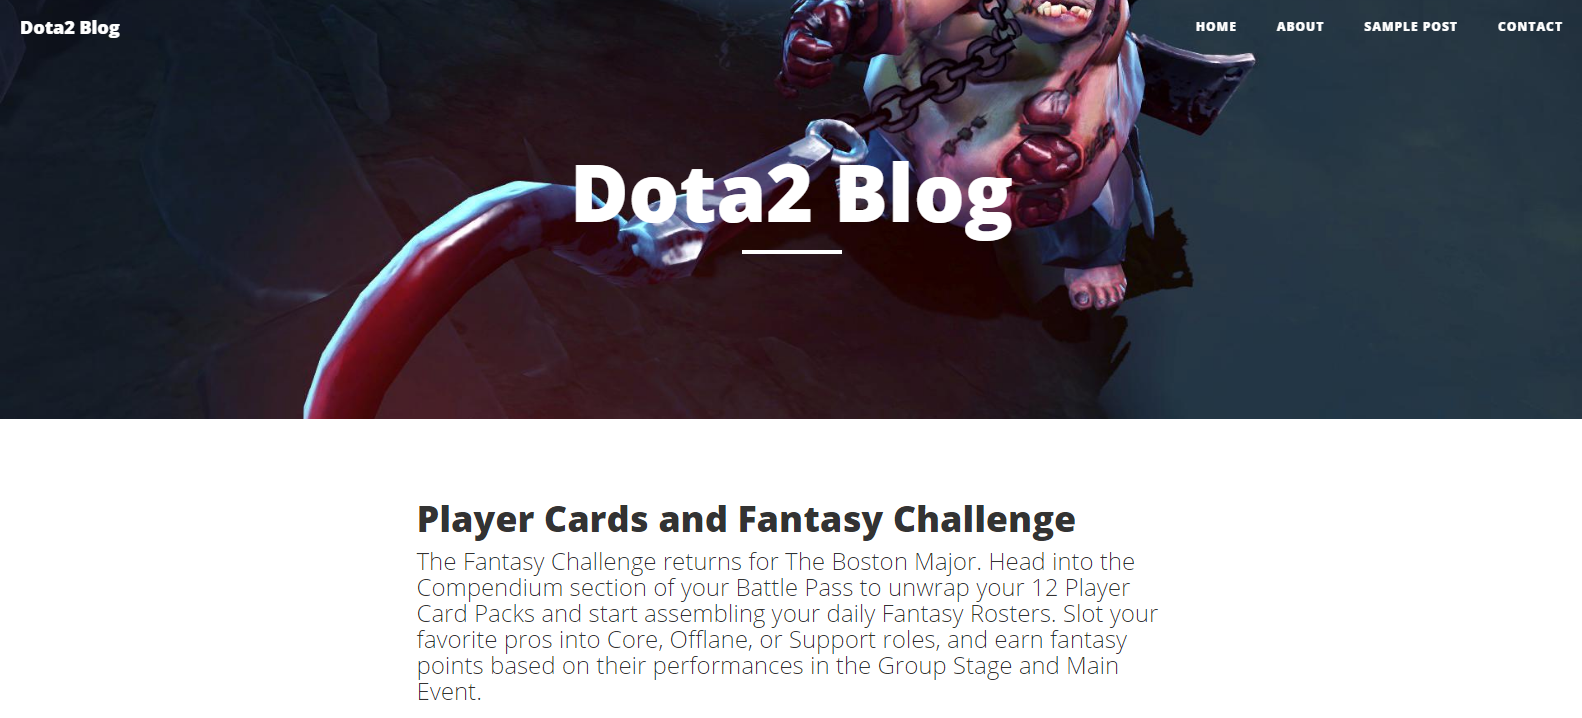 Dota2 Blog
HOME ABOUT SAMPLE POST CONTACT
Dota2 Blog
Player Cards and Fantasy Challenge
The Fantasy Challenge returns for The Boston Major. Head into the
Compendium section of your Battle Pass to unwrap your 12 Player
Card Packs and start assembling your daily Fantasy Rosters. Slot your
favorite pros into Core, Offlane, or Support roles, and earn fantasy
points based on their performances in the Group Stage and Main
Event.